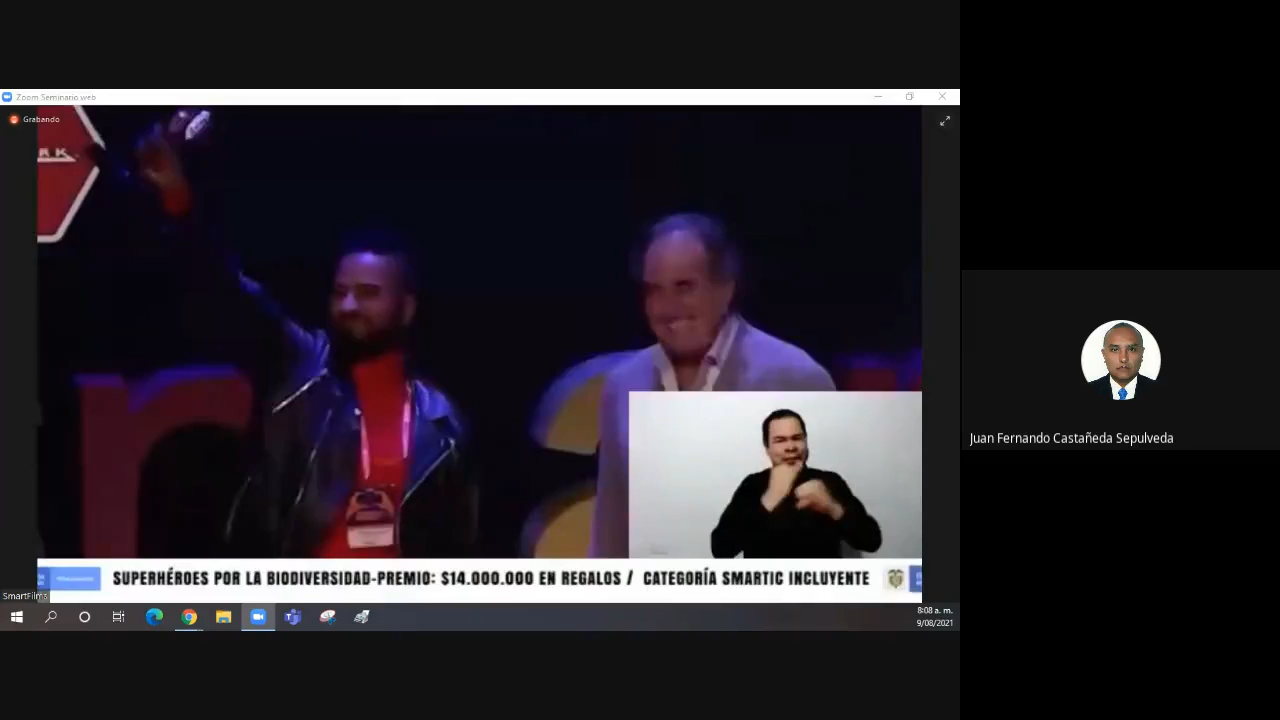 Zoom Seminario web
Grabando
SUPERHÉROES POR LA BIODIVERSIDAD-PREMIO: $14.000.000 EN REGALOS / CATEGORÍA SMARTIC INCLUYENTE
SmartFilms
8:08 a. m.
9/08/2021
Juan Fernando Castañeda Sepulveda